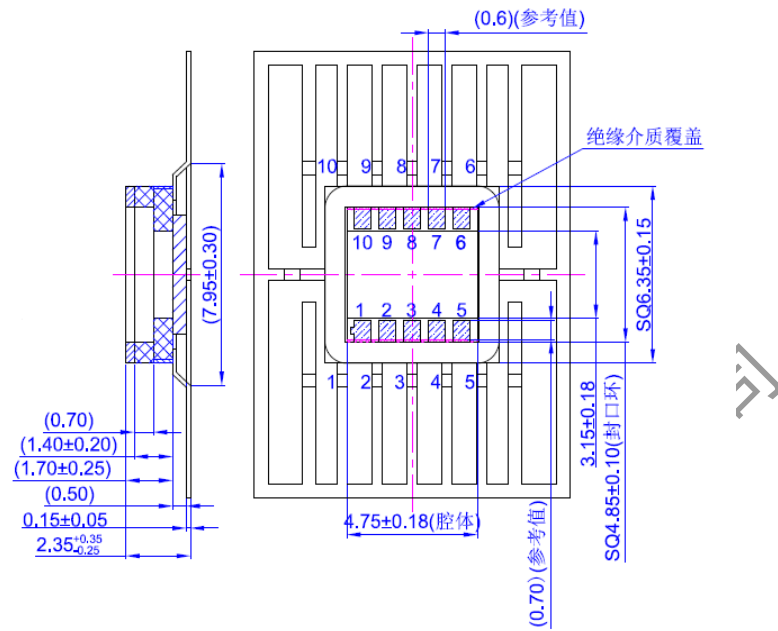 (0.6)(参考值)
绝缘介质覆盖
10 9 8 7 6
10 9 8 7 6
1 2 3 4 5
1 2 3 4 5
(7.95±0.30)
SQ6.35±0.15
3.15±0.18
SQ4.85±0.10(封口环)
(0.70)(参考值)
4.75±0.18(腔体)
(0.70)
(1.40±0.20)
(1.70±0.25)
(0.50)
0.15±0.05
2.35+0.35-0.25